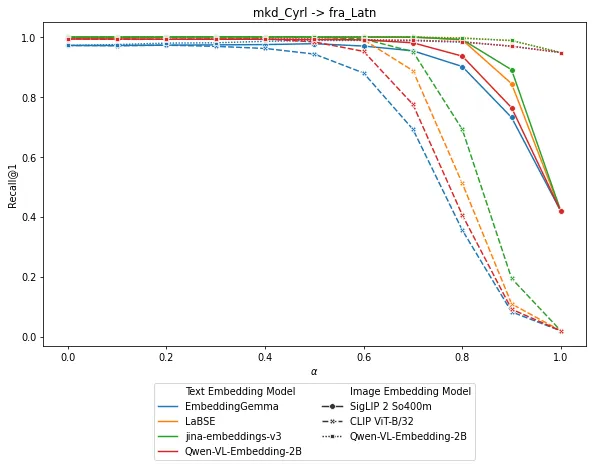 mkd_Cyrl -> fra_Latn
Recall@1
1.0
0.8
0.6
0.4
0.2
0.0
0.0 0.2 0.4 0.6 0.8 1.0
α
Text Embedding Model
EmbeddingGemma
LaBSE
jina-embeddings-v3
Qwen-VL-Embedding-2B
Image Embedding Model
SigLIP 2 So400m
CLIP ViT-B/32
Qwen-VL-Embedding-2B